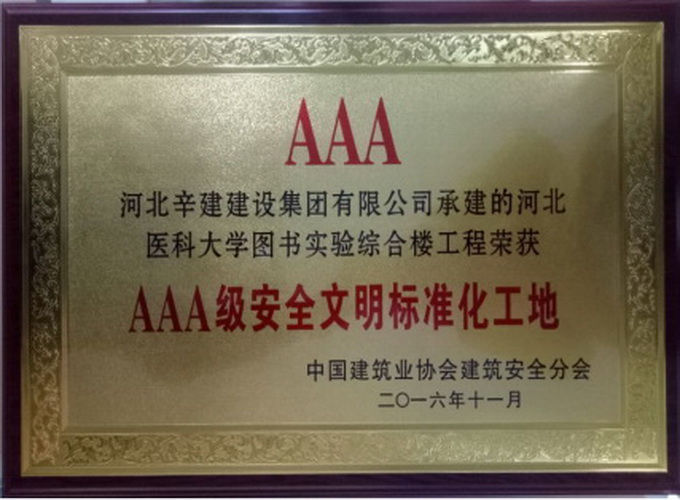 AAA
河北辛建建设集团有限公司承建的河北
医科大学图书实验综合楼工程荣获
AAA级安全文明标准化工地
中国建筑业协会建筑安全分会
二〇一六年十一月